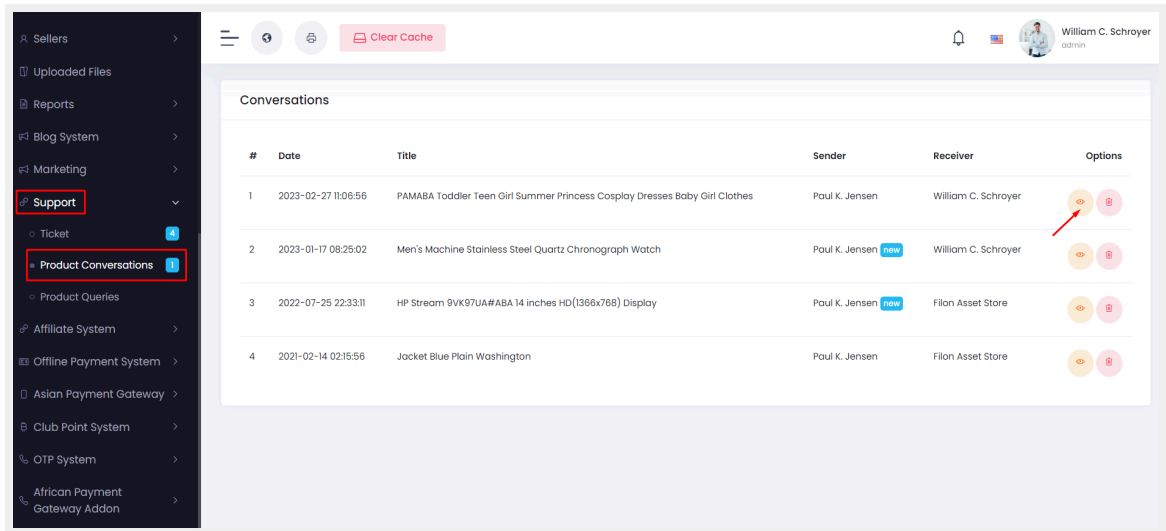 Sellers
Uploaded Files
Reports
Blog System
Marketing
Support
Ticket 4
Product Conversations 1
Product Queries
Affiliate System
Offline Payment System
Asian Payment Gateway
Club Point System
OTP System
African Payment
Gateway Addon
Clear Cache
William C. Schroyer
admin
Conversations
# Date Title Sender Receiver Options
1 2023-02-27 11:06:56 PAMABA Toddler Teen Girl Summer Princess Cosplay Dresses Baby Girl Clothes Paul K. Jensen William C. Schroyer
2 2023-01-17 08:25:02 Men's Machine Stainless Steel Quartz Chronograph Watch Paul K. Jensen new William C. Schroyer
3 2022-07-25 22:33:11 HP Stream 9VK97UA#ABA 14 inches HD(1366x768) Display Paul K. Jensen new Filon Asset Store
4 2021-02-14 02:15:56 Jacket Blue Plain Washington Paul K. Jensen Filon Asset Store